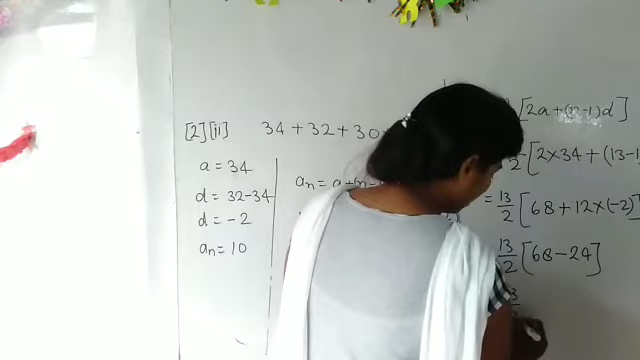 [2][ii] 34 + 32 + 30
a = 34
d = 32-34
d = -2
an = 10
an = a+(n-
[2a+(n-1)d]
[2×34 + (13-1
= 13/2 [68 + 12×(-2)]
13/2 [68 - 24]